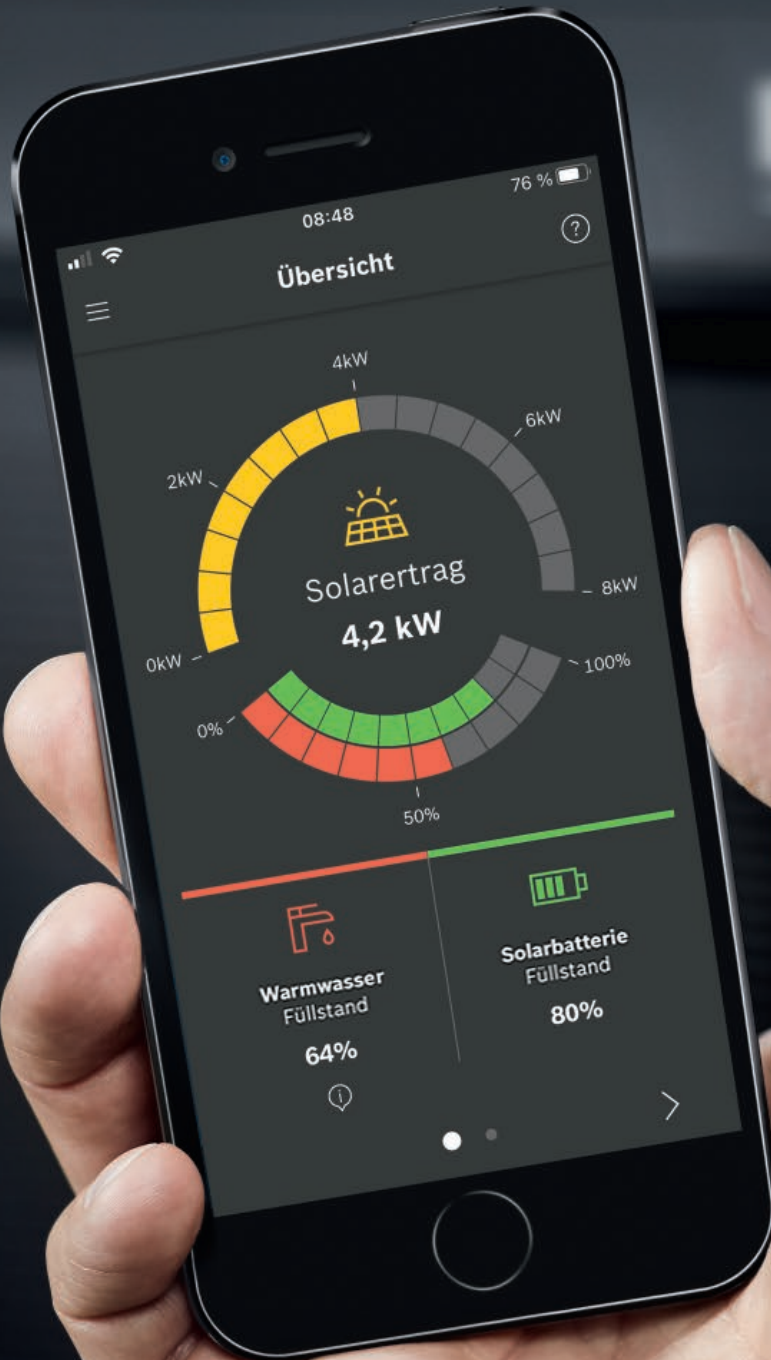 08:48
76 %
Übersicht
?
4kW
2kW
6kW
0kW
8kW
Solarertrag
4,2 kW
0%
100%
50%
Warmwasser
Füllstand
64%
i
Solarbatterie
Füllstand
80%